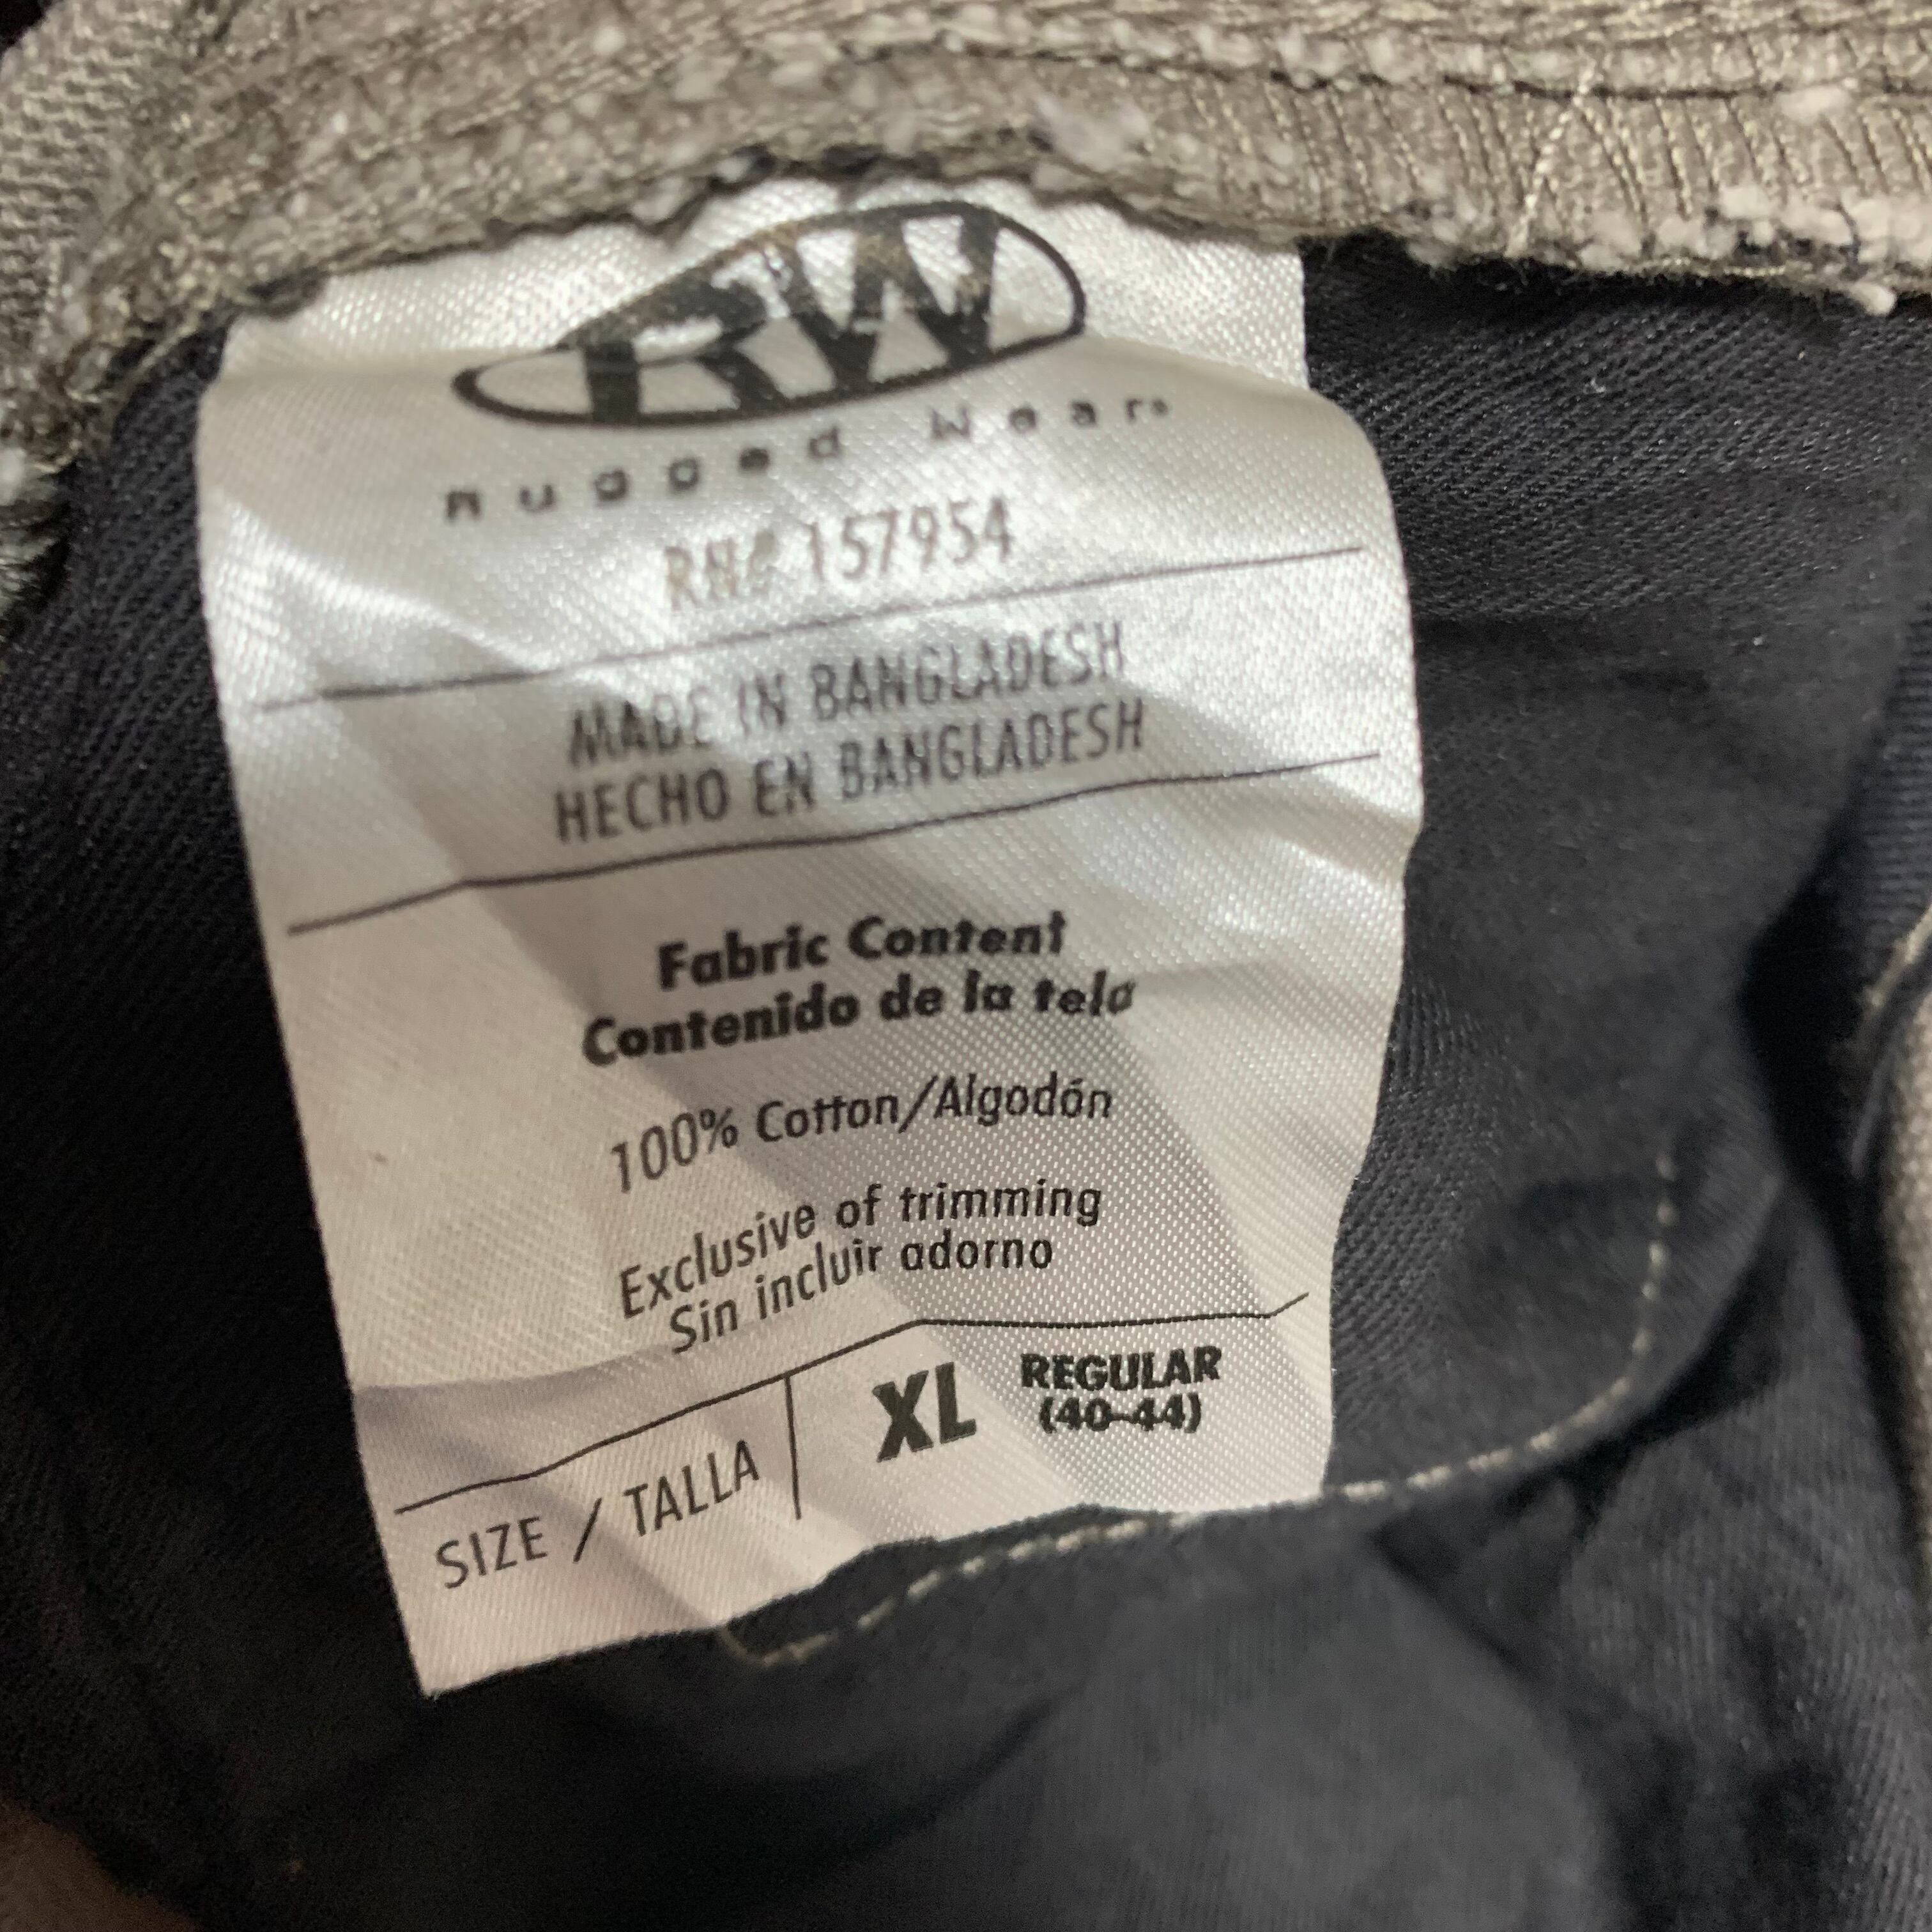 RW
Rugged Wear®
RN# 157954
MADE IN BANGLADESH
HECHO EN BANGLADESH
Fabric Content
Contenido de la tela
100% Cotton/Algodón
Exclusive of trimming
Sin incluir adorno
SIZE / TALLA XL REGULAR
(40-44)